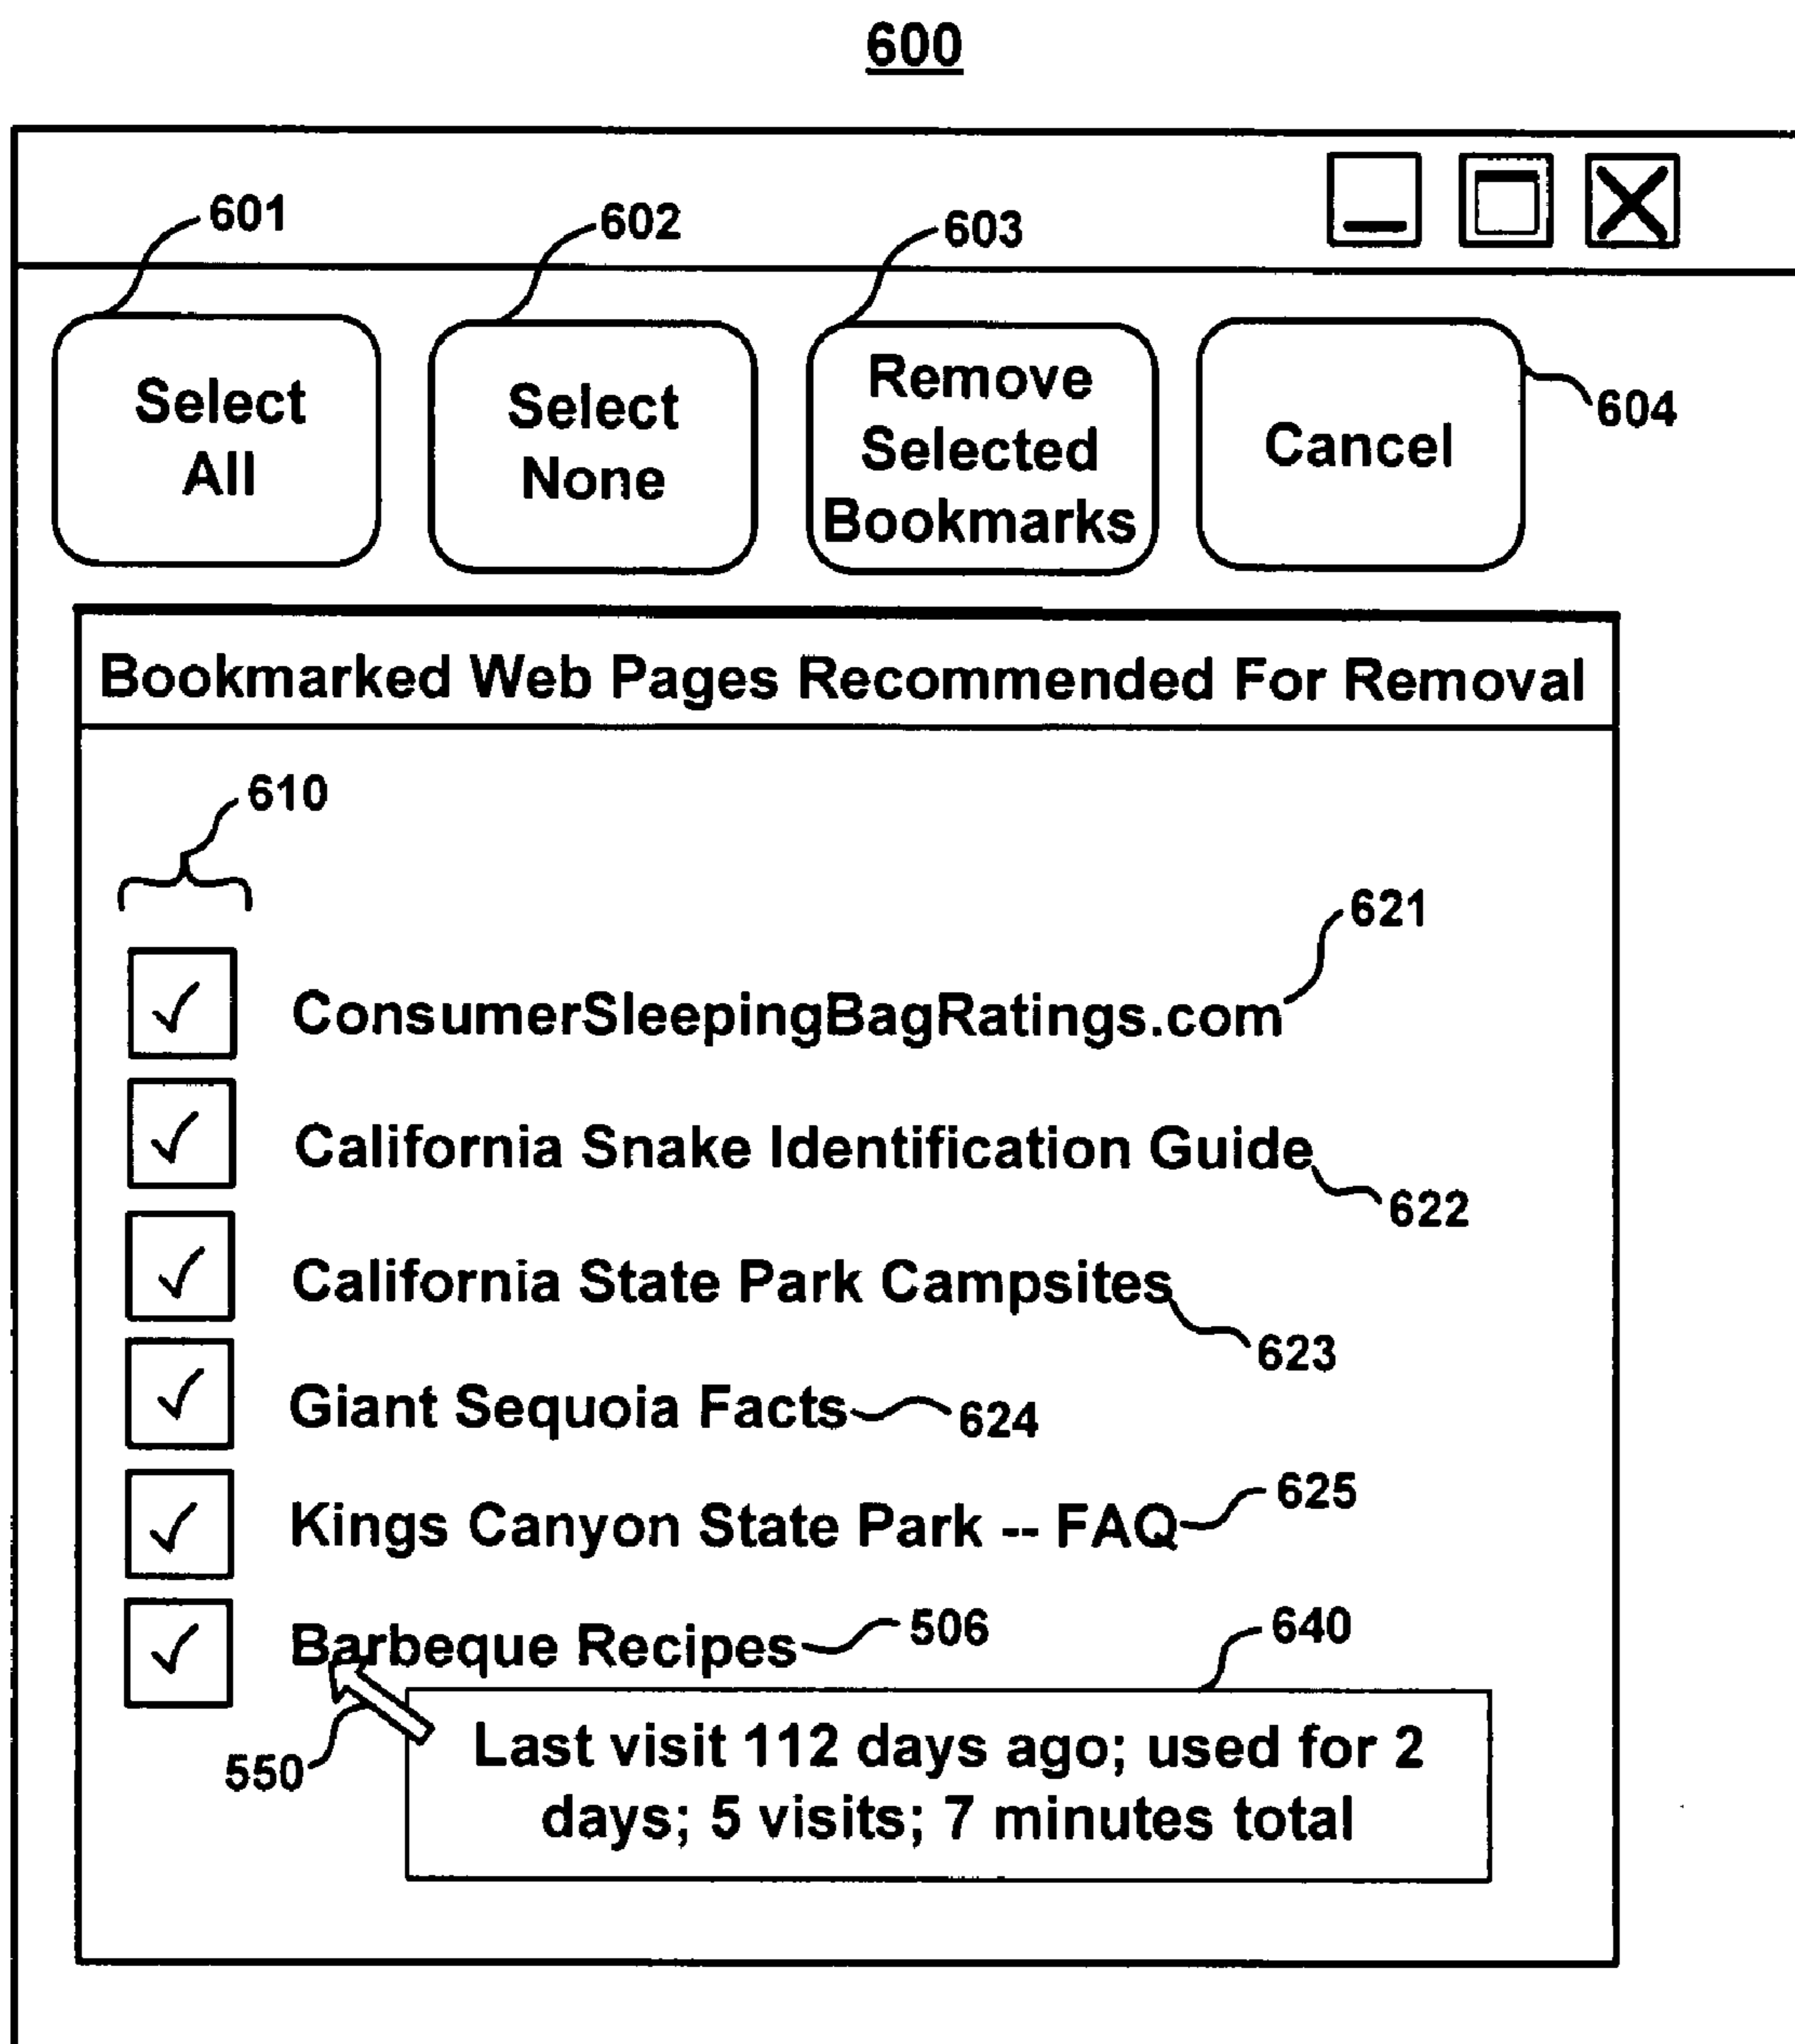 600
601
602
603
604
Select
All
Select
None
Remove
Selected
Bookmarks
Cancel
Bookmarked Web Pages Recommended For Removal
610
ConsumerSleepingBagRatings.com
621
California Snake Identification Guide
622
California State Park Campsites
623
Giant Sequoia Facts
624
Kings Canyon State Park -- FAQ
625
Barbeque Recipes
506
640
550
Last visit 112 days ago; used for 2
days; 5 visits; 7 minutes total